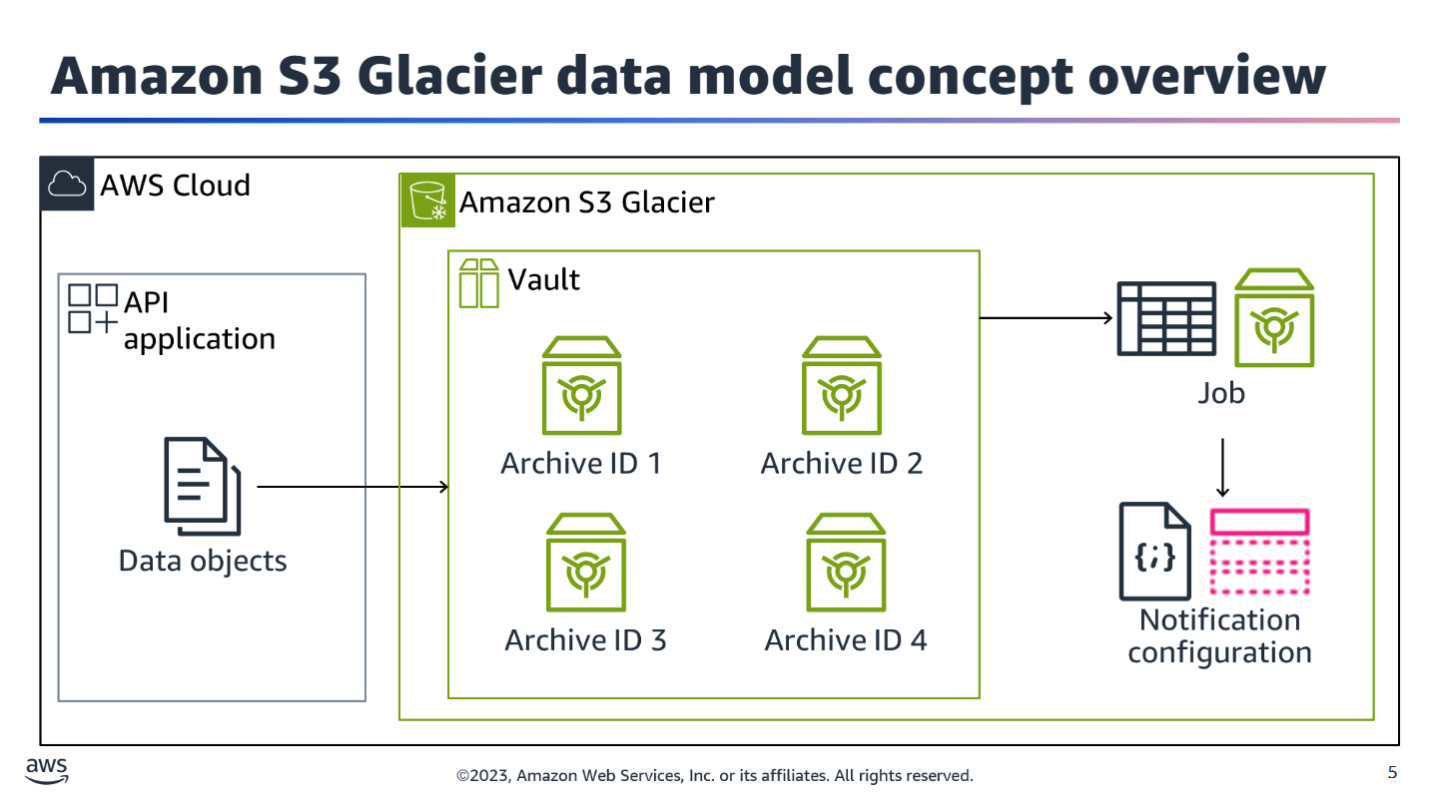 Amazon S3 Glacier data model concept overview
AWS Cloud
Amazon S3 Glacier
API
application
Vault
Data objects
Archive ID 1
Archive ID 2
Archive ID 3
Archive ID 4
Job
{;}
Notification
configuration
aws
©2023, Amazon Web Services, Inc. or its affiliates. All rights reserved.
5